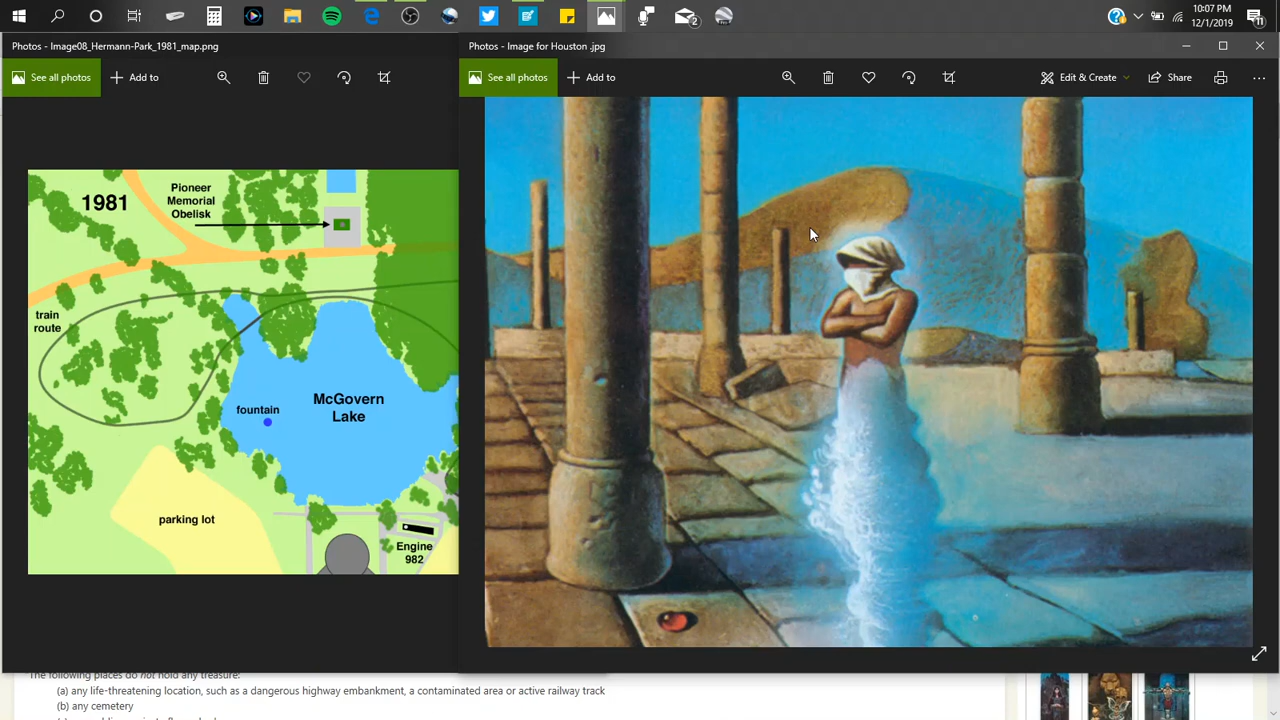 10:07 PM
12/1/2019
2
11
Photos - Image08_Hermann-Park_1981_map.png
See all photos
Add to
Photos - Image for Houston .jpg
See all photos
Add to
Edit & Create
Share
1981
Pioneer
Memorial
Obelisk
train
route
fountain
McGovern
Lake
parking lot
Engine
982
The following places do not hold any treasure:
(a) any life-threatening location, such as a dangerous highway embankment, a contaminated area or active railway track
(b) any cemetery